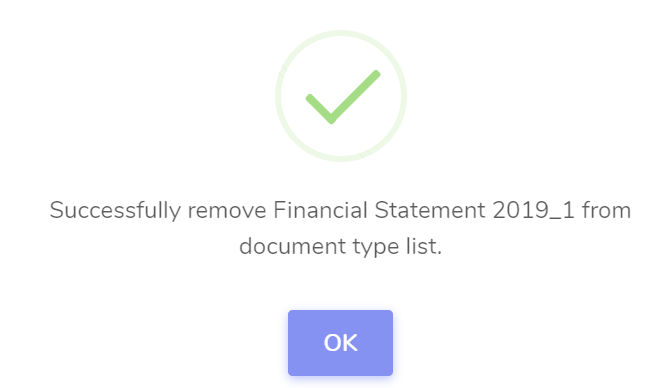 Successfully remove Financial Statement 2019_1 from
document type list.
OK